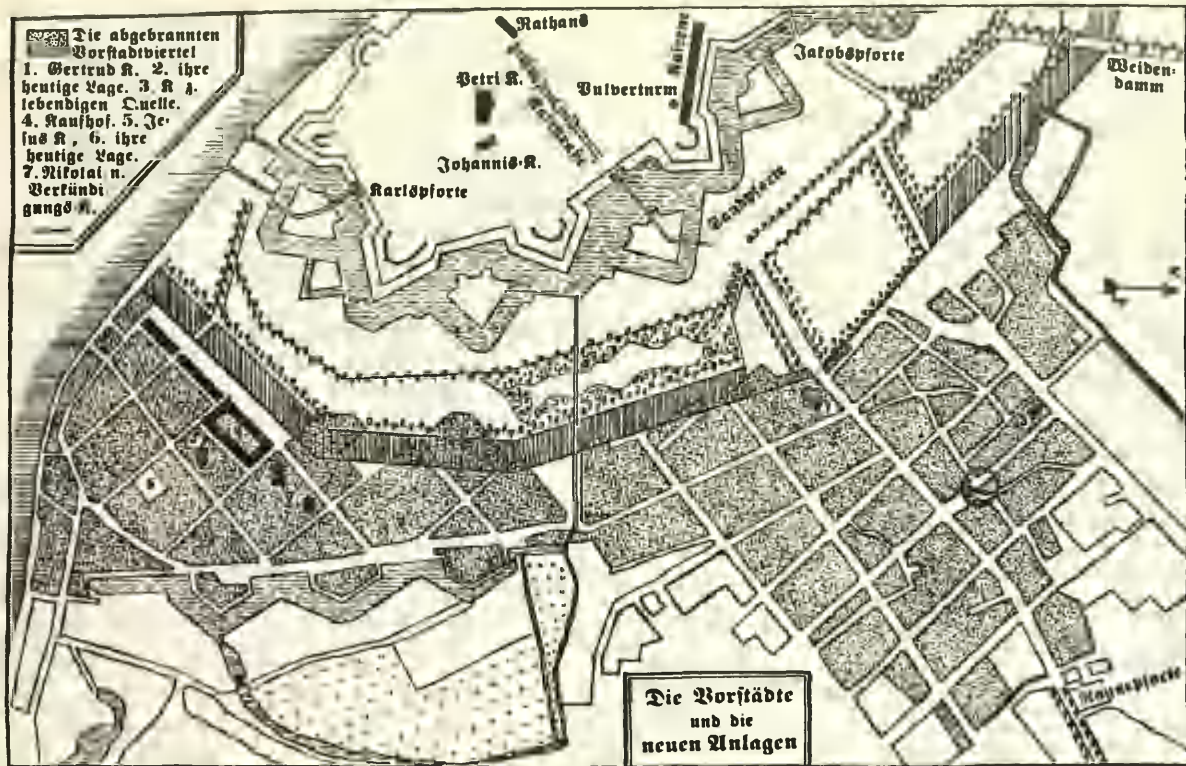 Die abgebrannten
Vorstadtviertel
1. Gertrud K. 2. ihre
heutige Lage. 3. K z.
lebendigen Quelle.
4. Kaufhof. 5. Je-
sus K, 6. ihre
heutige Lage.
7. Nikolai n.
Verkündi
gungs K.
Rathaus
Petri K.
Johannis-K.
Karlspforte
Pulverturm
Kaserne
Jakobspforte
Weiden-
damm
Sandpforte
Raunspforte
Die Vorstädte
und die
neuen Anlagen